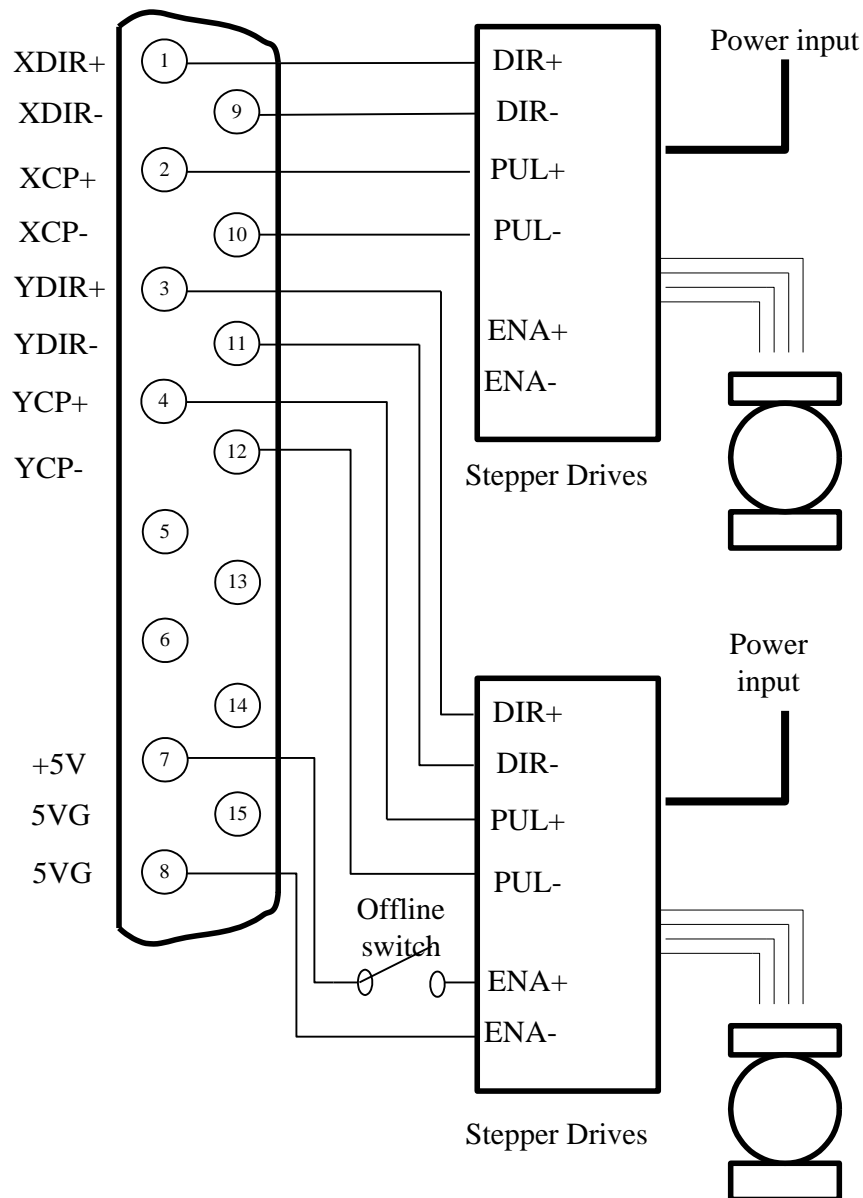 XDIR+
1
DIR+
Power input
XDIR-
9
DIR-
XCP+
2
PUL+
XCP-
10
PUL-
YDIR+
3
YDIR-
11
ENA+
YCP+
4
ENA-
YCP-
12
Stepper Drives
5
13
6
Power
input
14
DIR+
+5V
7
DIR-
5VG
15
PUL+
5VG
8
PUL-
Offline
switch
ENA+
ENA-
Stepper Drives